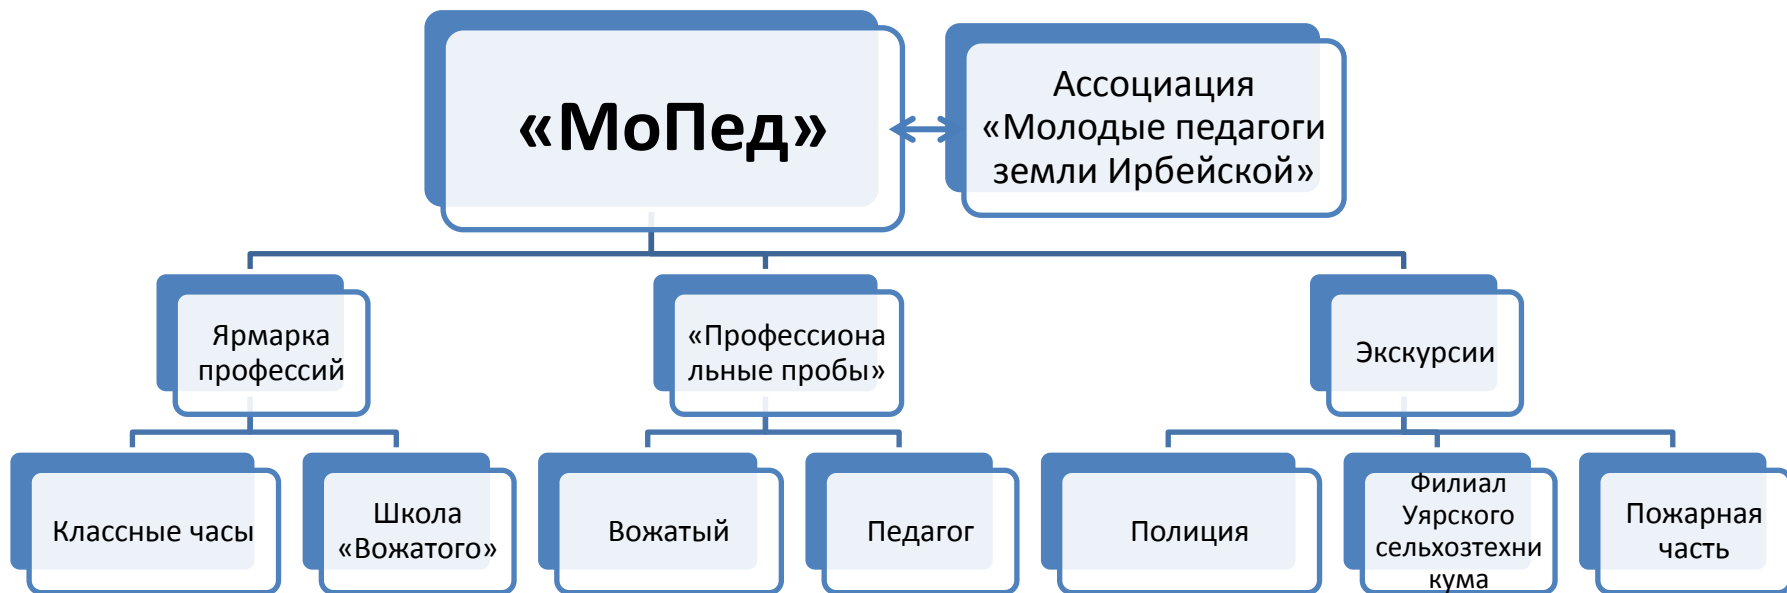 «МоПед»
Ассоциация
«Молодые педагоги
земли Ирбейской»
Ярмарка
профессий
«Профессиона
льные пробы»
Экскурсии
Классные часы
Школа
«Вожатого»
Вожатый
Педагог
Полиция
Филиал
Уярского
сельхозтехни
кума
Пожарная
часть